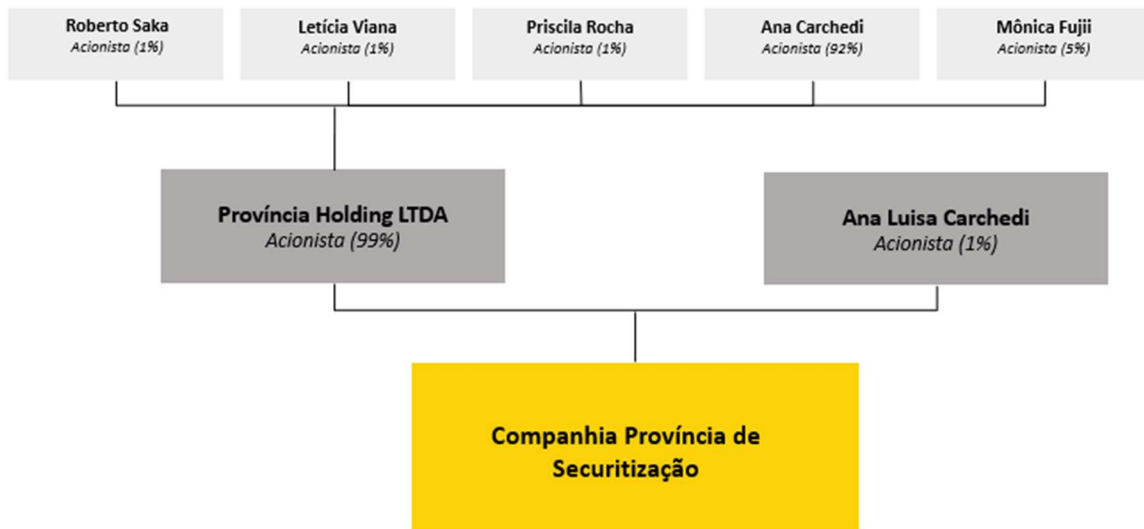 Roberto Saka
Acionista (1%)
Letícia Viana
Acionista (1%)
Priscila Rocha
Acionista (1%)
Ana Carchedi
Acionista (92%)
Mônica Fujii
Acionista (5%)
Província Holding LTDA
Acionista (99%)
Ana Luisa Carchedi
Acionista (1%)
Companhia Província de
Securitização